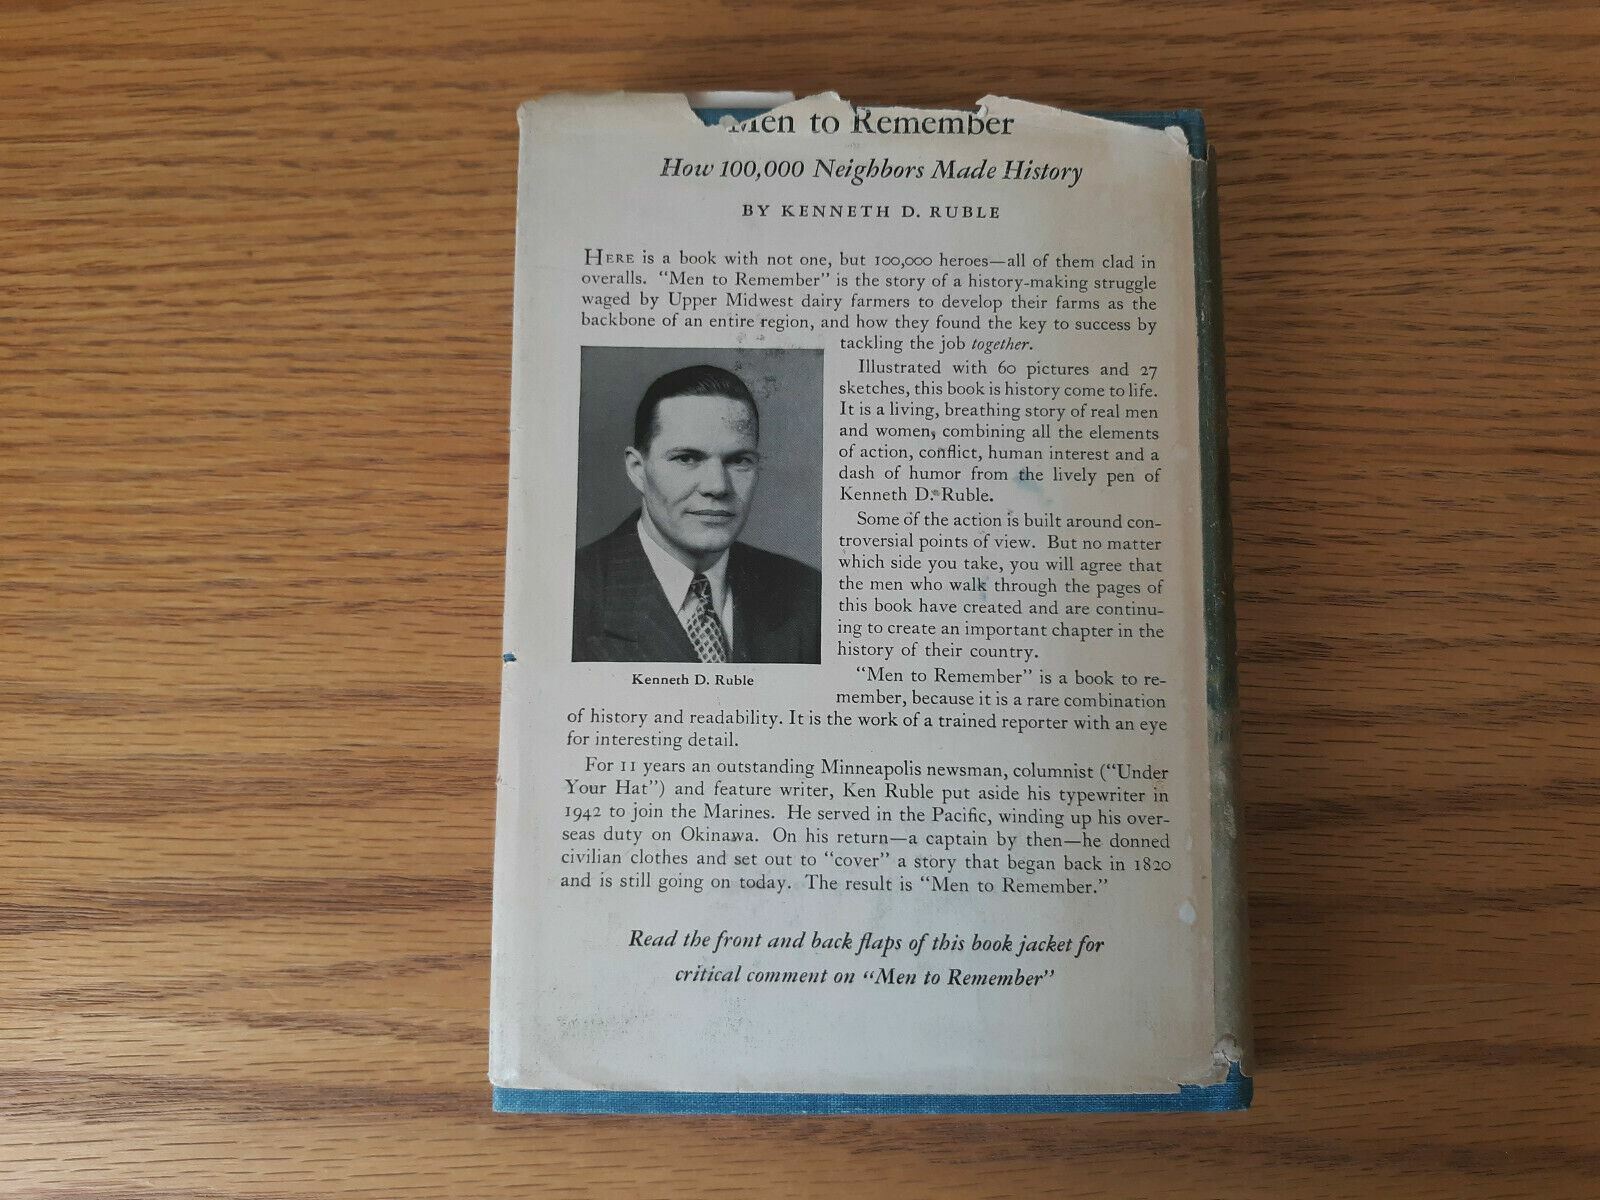 Men to Remember
How 100,000 Neighbors Made History
BY KENNETH D. RUBLE
HERE is a book with not one, but 100,000 heroes—all of them clad in
overalls. "Men to Remember" is the story of a history-making struggle
waged by Upper Midwest dairy farmers to develop their farms as the
backbone of an entire region, and how they found the key to success by
tackling the job together.
Illustrated with 60 pictures and 27
sketches, this book is history come to life.
It is a living, breathing story of real men
and women, combining all the elements
of action, conflict, human interest and a
dash of humor from the lively pen of
Kenneth D. Ruble.
Some of the action is built around con-
troversial points of view. But no matter
which side you take, you will agree that
the men who walk through the pages of
this book have created and are continu-
ing to create an important chapter in the
history of their country.
Kenneth D. Ruble
"Men to Remember" is a book to re-
member, because it is a rare combination
of history and readability. It is the work of a trained reporter with an eye
for interesting detail.
For 11 years an outstanding Minneapolis newsman, columnist ("Under
Your Hat") and feature writer, Ken Ruble put aside his typewriter in
1942 to join the Marines. He served in the Pacific, winding up his over-
seas duty on Okinawa. On his return—a captain by then—he donned
civilian clothes and set out to "cover" a story that began back in 1820
and is still going on today. The result is "Men to Remember."
Read the front and back flaps of this book jacket for
critical comment on "Men to Remember"